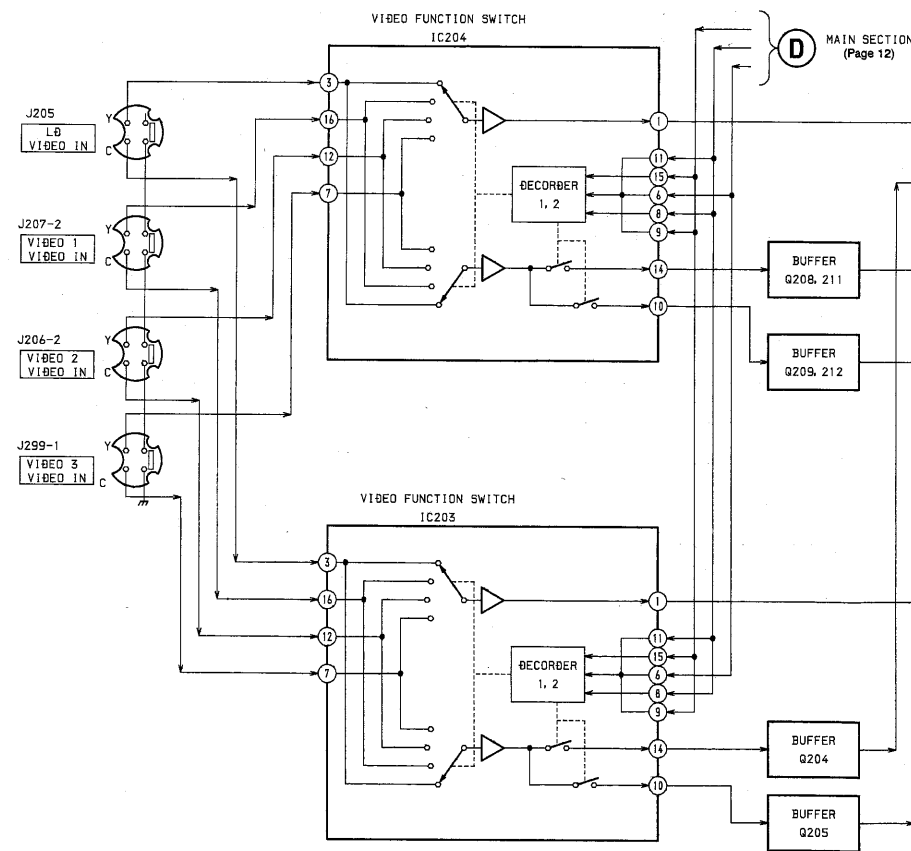 VIDEO FUNCTION SWITCH
IC204
D
MAIN SECTION
(Page 12)
J205
LD
VIDEO IN
Y
C
J207-2
VIDEO 1
VIDEO IN
Y
C
J206-2
VIDEO 2
VIDEO IN
Y
C
J299-1
VIDEO 3
VIDEO IN
Y
C
3
16
12
7
DECORDER
1, 2
1
11
15
6
8
9
14
10
BUFFER
Q208, 211
BUFFER
Q209, 212
VIDEO FUNCTION SWITCH
IC203
3
16
12
7
DECORDER
1, 2
1
11
15
6
8
9
14
10
BUFFER
Q204
BUFFER
Q205